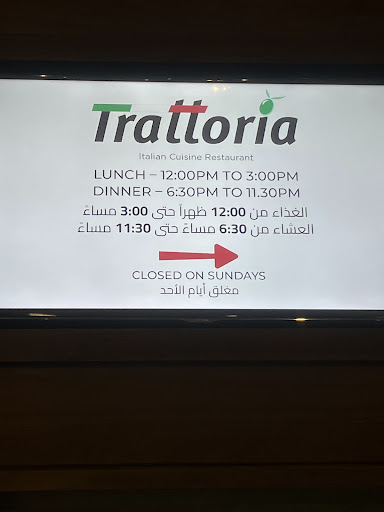 Trattoria
Italian Cuisine Restaurant
LUNCH – 12:00PM TO 3:00PM
DINNER – 6:30PM TO 11.30PM
الغذاء من 12:00 ظهراً حتى 3:00 مساءً
العشاء من 6:30 مساءً حتى 11:30 مساءً
CLOSED ON SUNDAYS
مغلق أيام الأحد